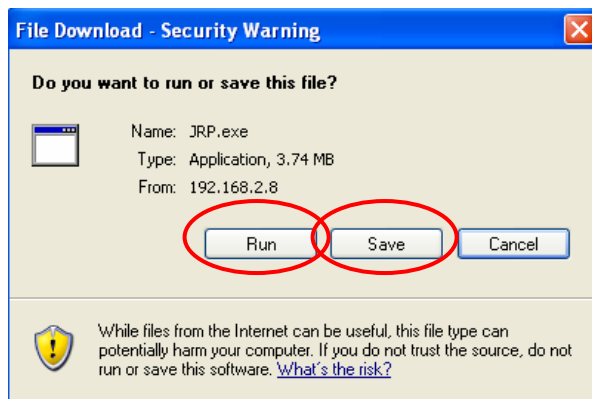 File Download - Security Warning
Do you want to run or save this file?
Name: JRP.exe
Type: Application, 3.74 MB
From: 192.168.2.8
Run Save Cancel
While files from the Internet can be useful, this file type can
potentially harm your computer. If you do not trust the source, do not
run or save this software. What's the risk?